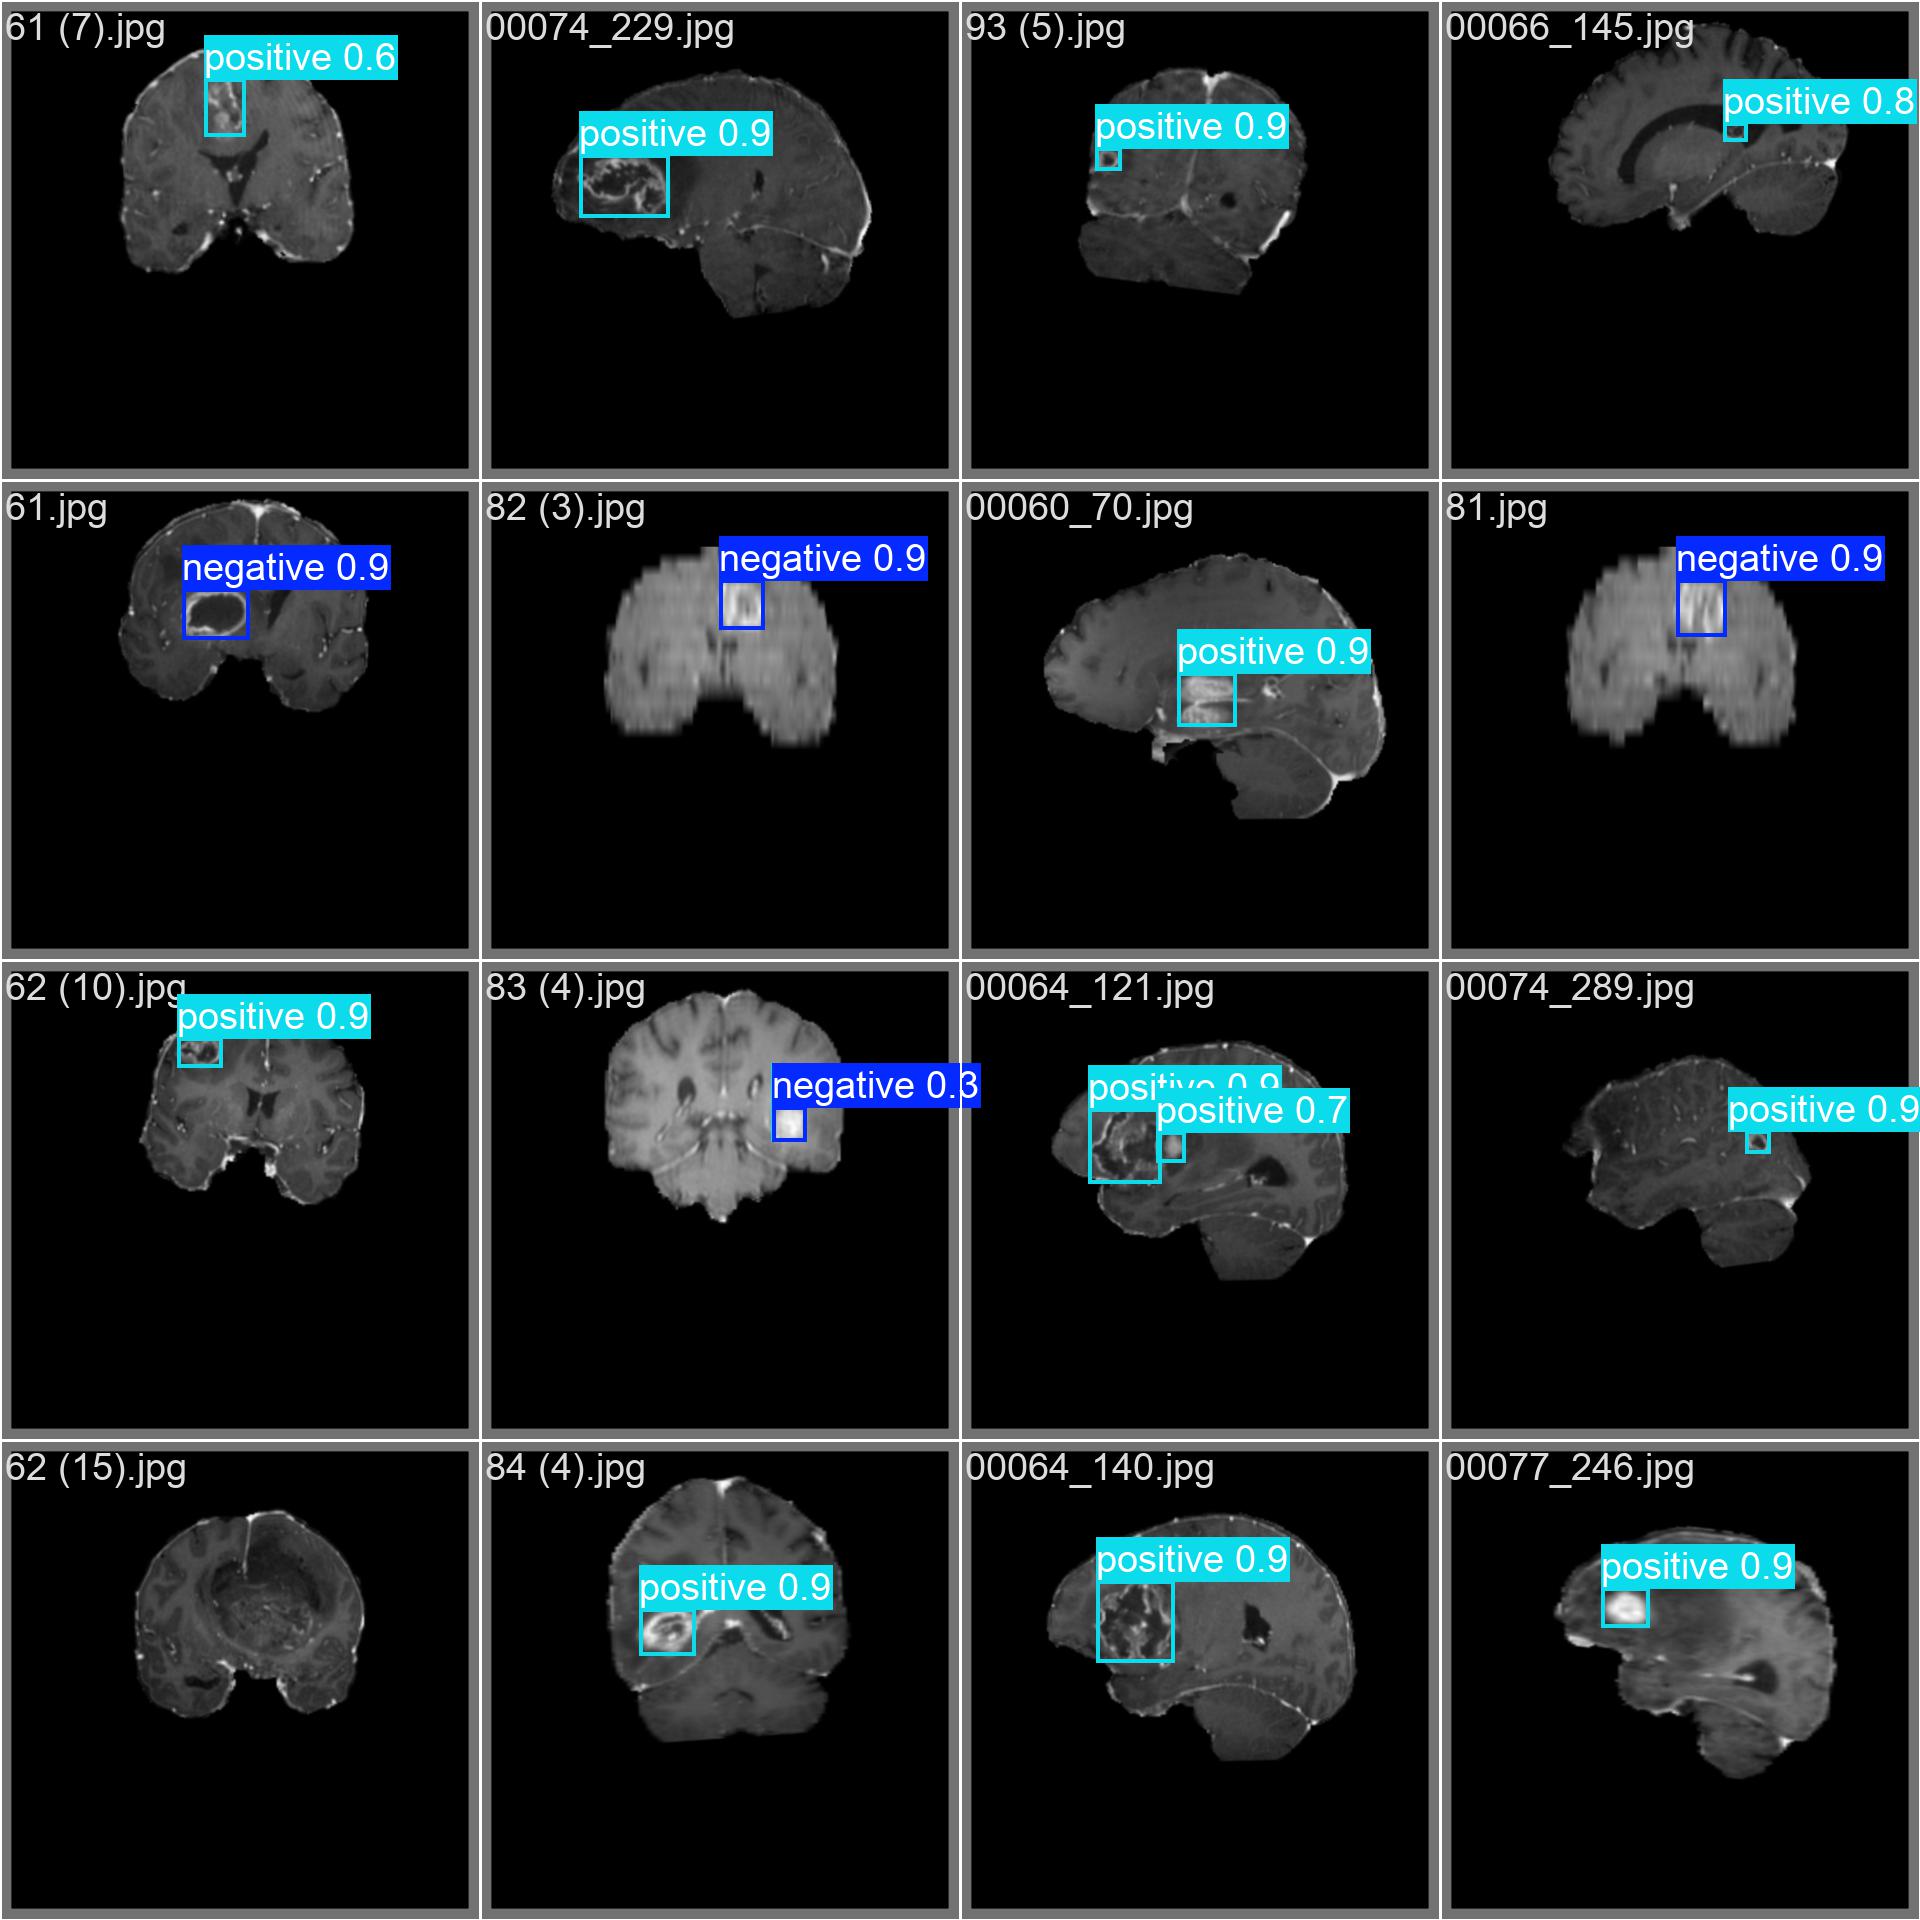 61 (7).jpg
positive 0.6
00074_229.jpg
positive 0.9
93 (5).jpg
positive 0.9
00066_145.jpg
positive 0.8
61.jpg
negative 0.9
82 (3).jpg
negative 0.9
00060_70.jpg
positive 0.9
81.jpg
negative 0.9
62 (10).jpg
positive 0.9
83 (4).jpg
negative 0.3
00064_121.jpg
positive 0.9
positive 0.7
00074_289.jpg
positive 0.9
62 (15).jpg
84 (4).jpg
positive 0.9
00064_140.jpg
positive 0.9
00077_246.jpg
positive 0.9